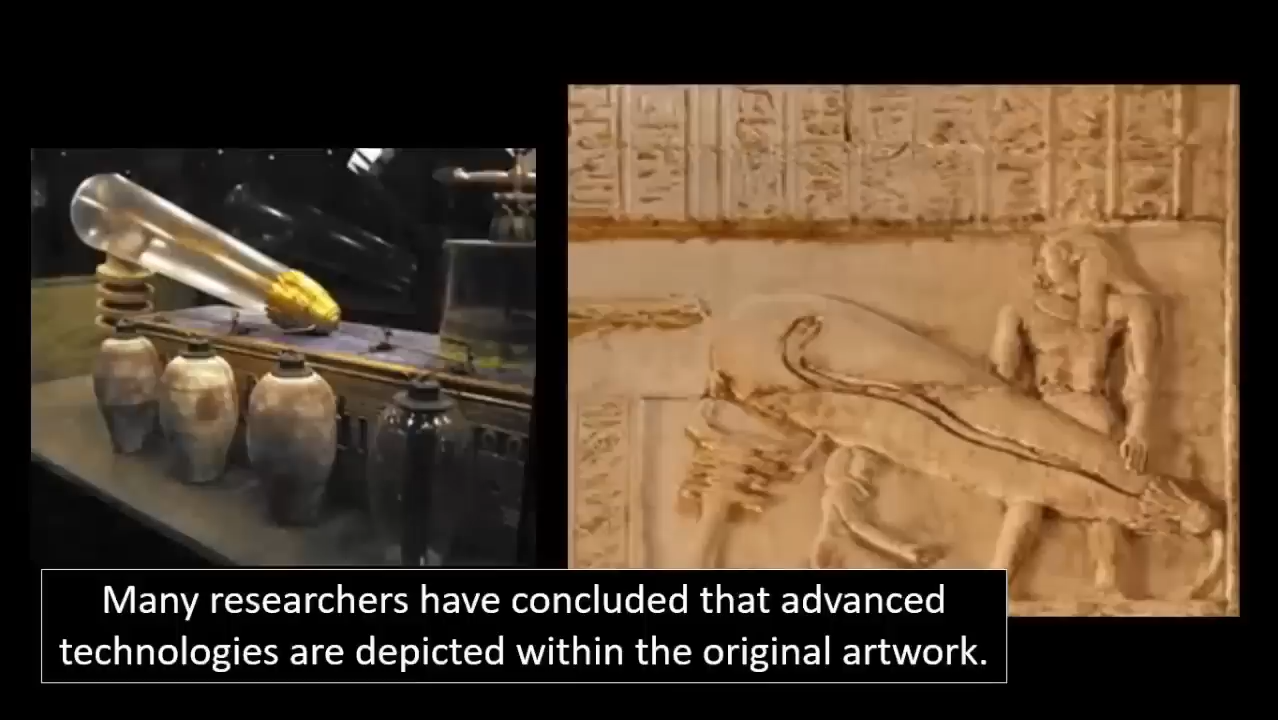 Many researchers have concluded that advanced
technologies are depicted within the original artwork.